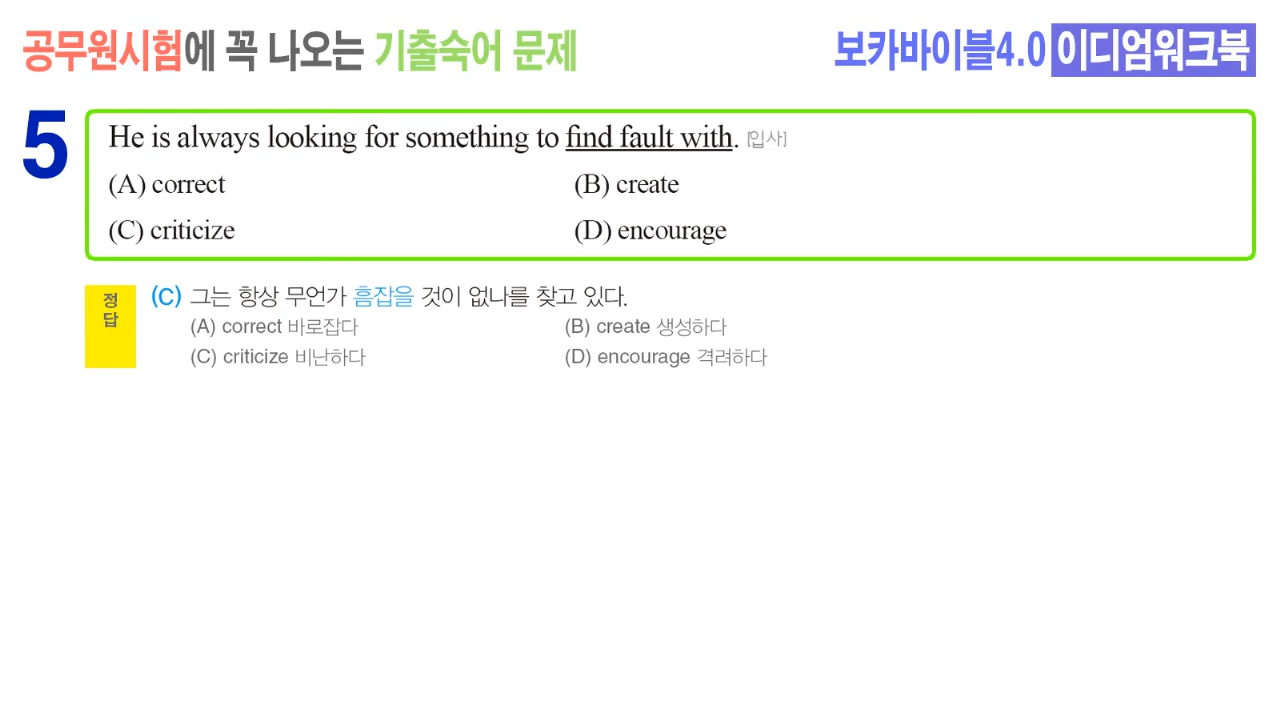 공무원시험에 꼭 나오는 기출숙어 문제
보카바이블4.0 이디엄워크북
5
He is always looking for something to find fault with. [입사]
(A) correct (B) create
(C) criticize (D) encourage
정답
(C) 그는 항상 무언가 흠잡을 것이 없나를 찾고 있다.
(A) correct 바로잡다 (B) create 생성하다
(C) criticize 비난하다 (D) encourage 격려하다